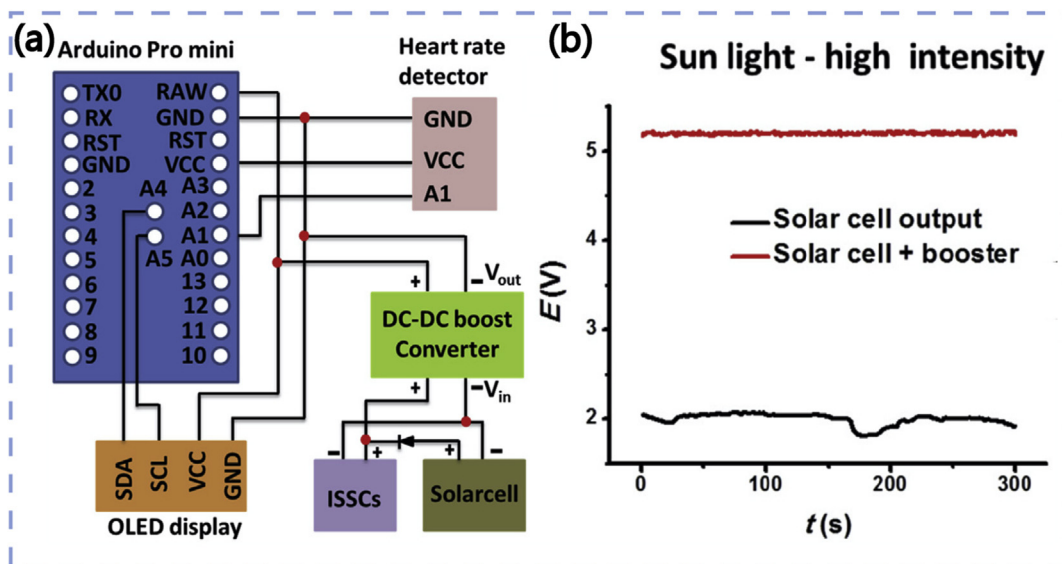 (a)
Arduino Pro mini
TX0
RX
RST
GND
2
3
4
5
6
7
8
9
RAW
GND
RST
VCC
A3
A2
A1
A0
13
12
11
10
A4
A5
Heart rate
detector
GND
VCC
A1
+
− Vout
DC-DC boost
Converter
+
− Vin
−
+
+
−
ISSCs
Solarcell
SDA
SCL
VCC
GND
OLED display
(b)
Sun light - high intensity
E (V)
5
4
3
2
Solar cell output
Solar cell + booster
0
100
200
300
t (s)